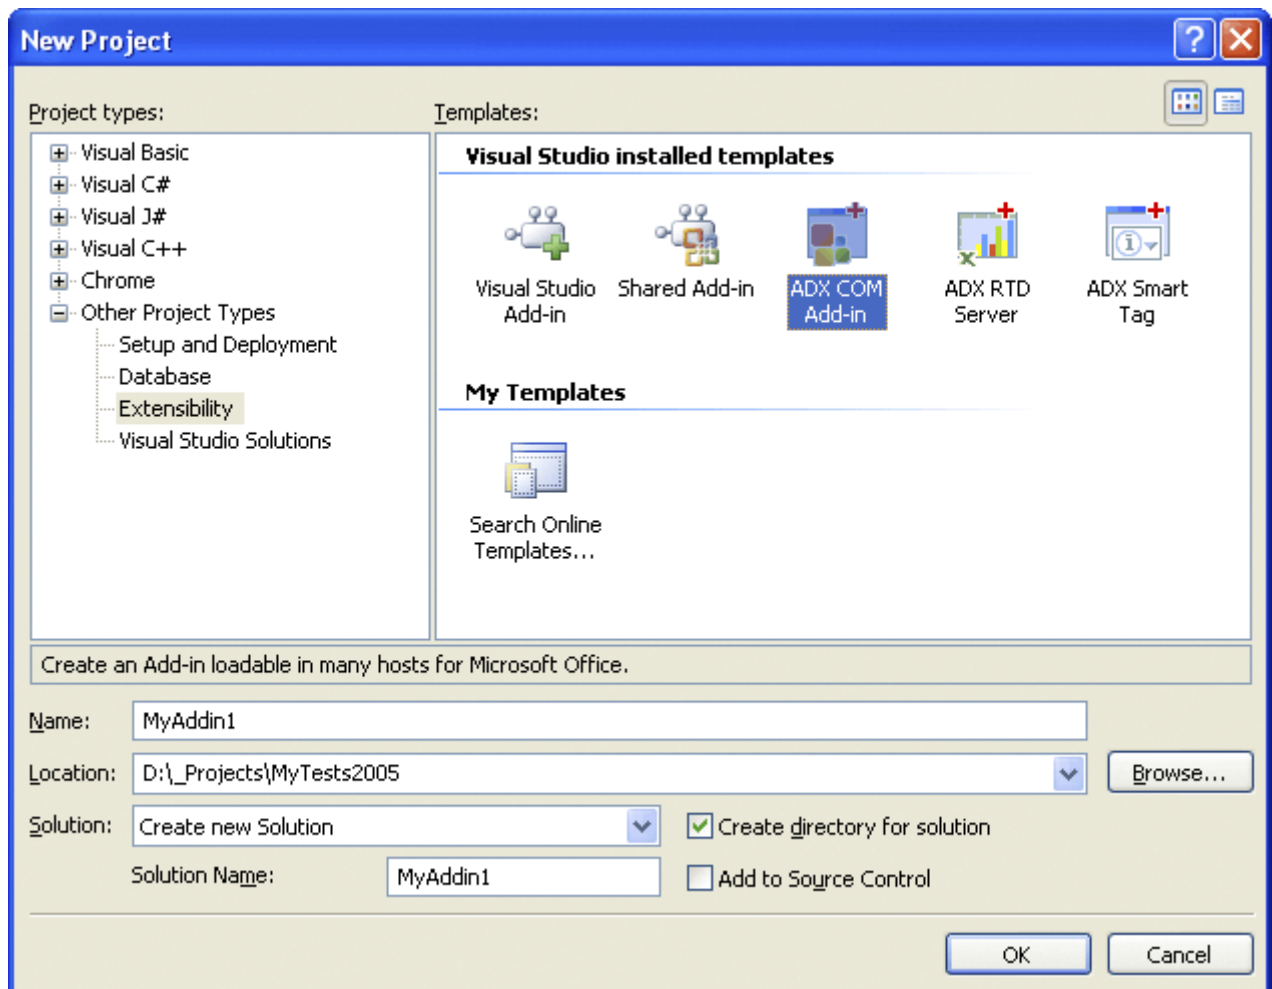 New Project
Project types:
Templates:
Visual Basic
Visual C#
Visual J#
Visual C++
Chrome
Other Project Types
Setup and Deployment
Database
Extensibility
Visual Studio Solutions
Visual Studio installed templates
Visual Studio
Add-in
Shared Add-in
ADX COM
Add-in
ADX RTD
Server
ADX Smart
Tag
My Templates
Search Online
Templates...
Create an Add-in loadable in many hosts for Microsoft Office.
Name:
MyAddin1
Location:
D:\_Projects\MyTests2005
Browse...
Solution:
Create new Solution
Create directory for solution
Solution Name:
MyAddin1
Add to Source Control
OK
Cancel